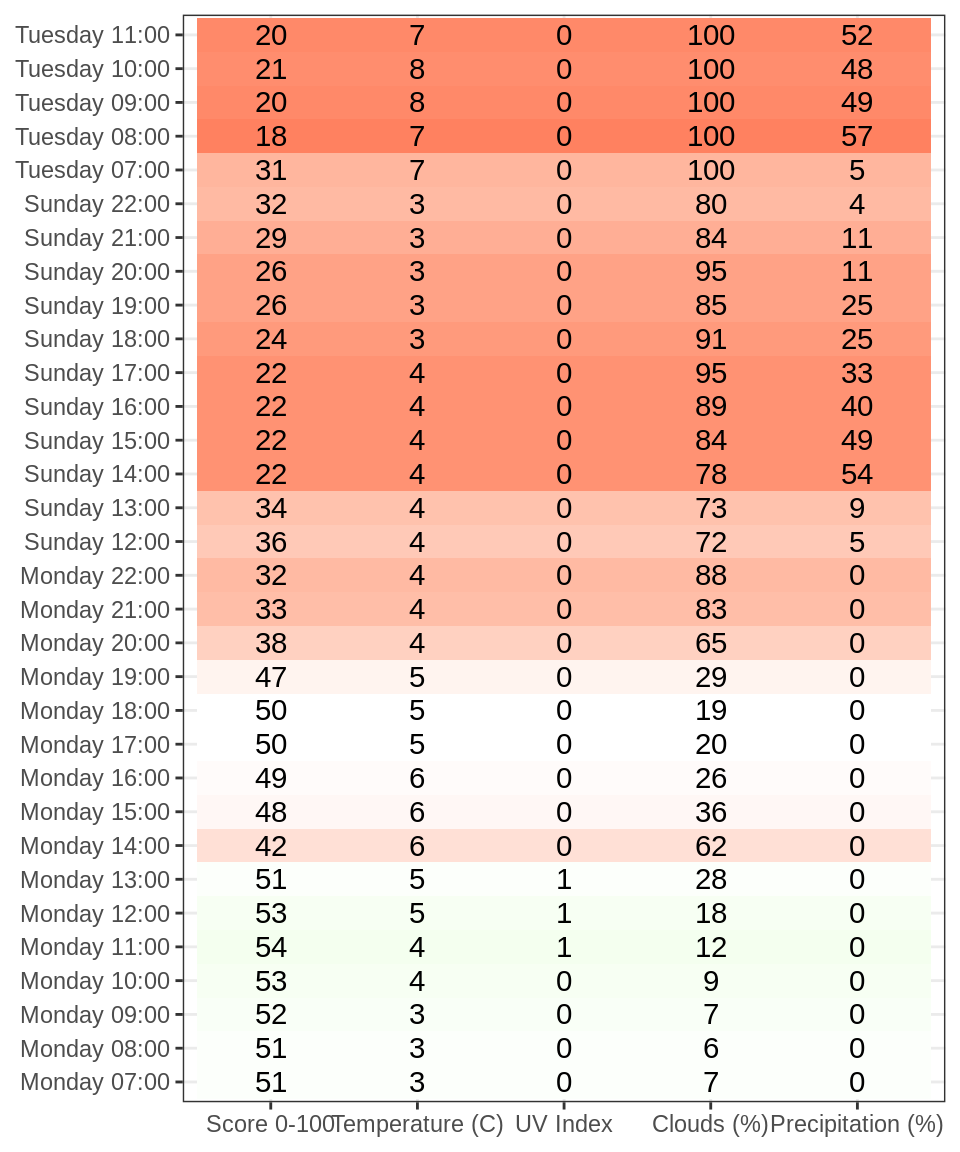 Tuesday 11:00 20 7 0 100 52
Tuesday 10:00 21 8 0 100 48
Tuesday 09:00 20 8 0 100 49
Tuesday 08:00 18 7 0 100 57
Tuesday 07:00 31 7 0 100 5
Sunday 22:00 32 3 0 80 4
Sunday 21:00 29 3 0 84 11
Sunday 20:00 26 3 0 95 11
Sunday 19:00 26 3 0 85 25
Sunday 18:00 24 3 0 91 25
Sunday 17:00 22 4 0 95 33
Sunday 16:00 22 4 0 89 40
Sunday 15:00 22 4 0 84 49
Sunday 14:00 22 4 0 78 54
Sunday 13:00 34 4 0 73 9
Sunday 12:00 36 4 0 72 5
Monday 22:00 32 4 0 88 0
Monday 21:00 33 4 0 83 0
Monday 20:00 38 4 0 65 0
Monday 19:00 47 5 0 29 0
Monday 18:00 50 5 0 19 0
Monday 17:00 50 5 0 20 0
Monday 16:00 49 6 0 26 0
Monday 15:00 48 6 0 36 0
Monday 14:00 42 6 0 62 0
Monday 13:00 51 5 1 28 0
Monday 12:00 53 5 1 18 0
Monday 11:00 54 4 1 12 0
Monday 10:00 53 4 0 9 0
Monday 09:00 52 3 0 7 0
Monday 08:00 51 3 0 6 0
Monday 07:00 51 3 0 7 0
Score 0-100 Temperature (C) UV Index Clouds (%) Precipitation (%)